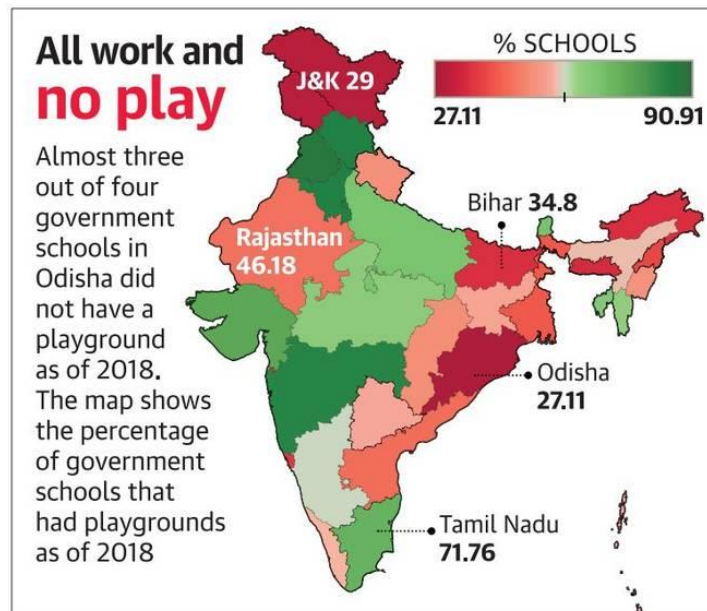 All work and
no play
Almost three
out of four
government
schools in
Odisha did
not have a
playground
as of 2018.
The map shows
the percentage
of government
schools that
had playgrounds
as of 2018
% SCHOOLS
27.11 90.91
J&K 29
Bihar 34.8
Rajasthan
46.18
Odisha
27.11
Tamil Nadu
71.76